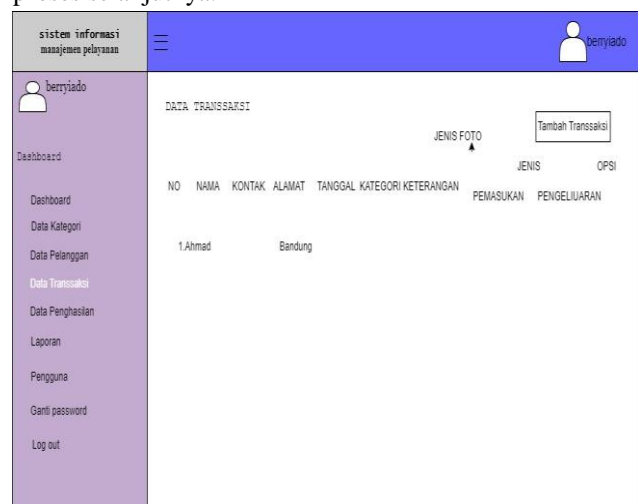 sistem informasi
manajemen pelayanan
berryiado
berryiado
Dashboard
Dashboard
Data Kategori
Data Pelanggan
Data Transsaksi
Data Penghasilan
Laporan
Pengguna
Ganti password
Log out
DATA TRANSSAKSI
Tambah Transsaksi
JENIS FOTO
JENIS OPSI
NO NAMA KONTAK ALAMAT TANGGAL KATEGORI KETERANGAN
PEMASUKAN PENGELIUARAN
1.Ahmad Bandung